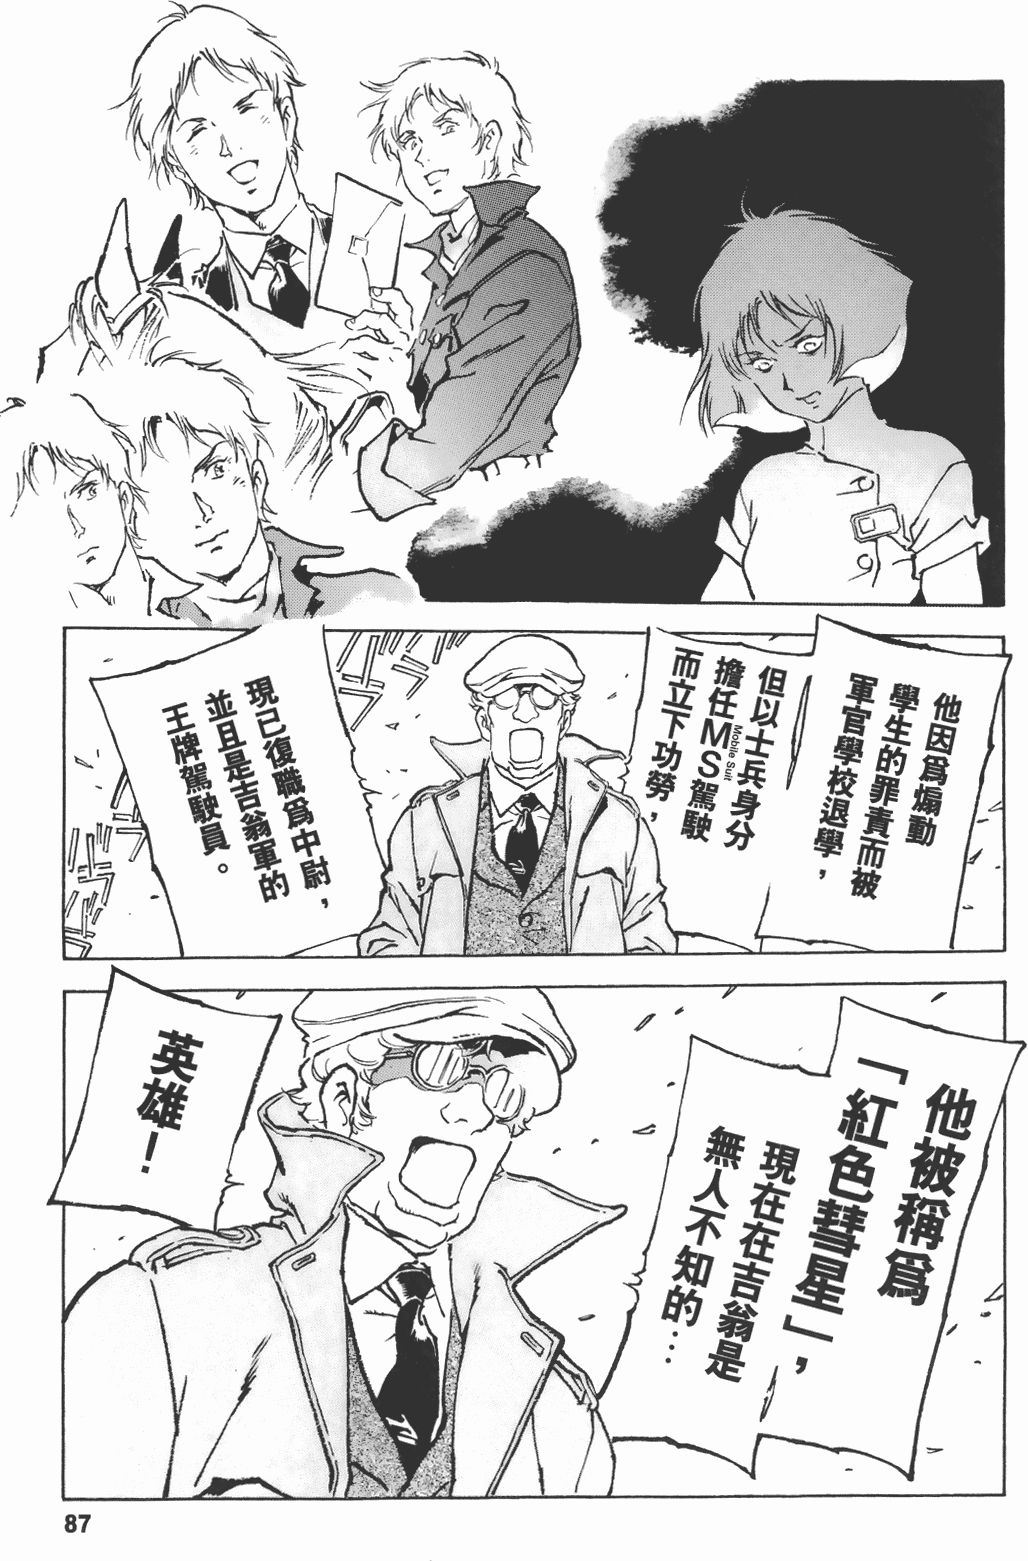 他因爲煽動
學生的罪責而被
軍官學校退學，
但以士兵身分
擔任MS駕駛
Mobile Suit
而立下功勞，
現已復職爲中尉，
並且是吉翁軍的
王牌駕駛員。
他被稱爲
「紅色彗星」，
現在在吉翁是
無人不知的…
英雄！
87